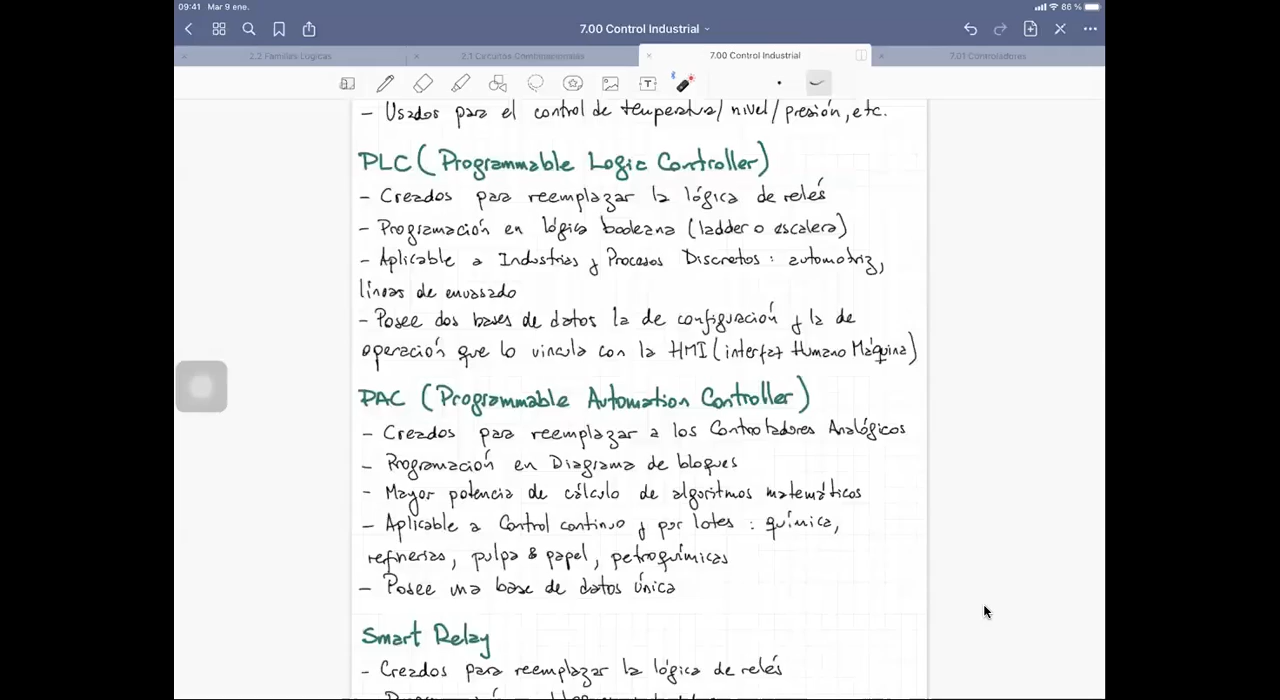 09:41 Mar 9 ene.
86 %
7.00 Control Industrial
2.2 Familias Logicas
2.1 Circuitos Combinacionales
7.00 Control Industrial
7.01 Controladores
- Usados para el control de temperatura/ nivel/ presión, etc.
PLC (Programmable Logic Controller)
- Creados para reemplazar la lógica de relés
- Programación en lógica booleana (ladder o escalera)
- Aplicable a Industrias y Procesos Discretos : automotriz,
líneas de envasado
- Posee dos bases de datos la de configuración y la de
operación que lo vincula con la HMI (interfaz Humano Máquina)
PAC (Programmable Automation Controller)
- Creados para reemplazar a los Controladores Analógicos
- Programación en Diagrama de bloques
- Mayor potencia de cálculo de algoritmos matemáticos
- Aplicable a Control continuo y por lotes : química,
refinerias, pulpa & papel, petroquímicas
- Posee una base de datos única
Smart Relay
- Creados para reemplazar la lógica de relés